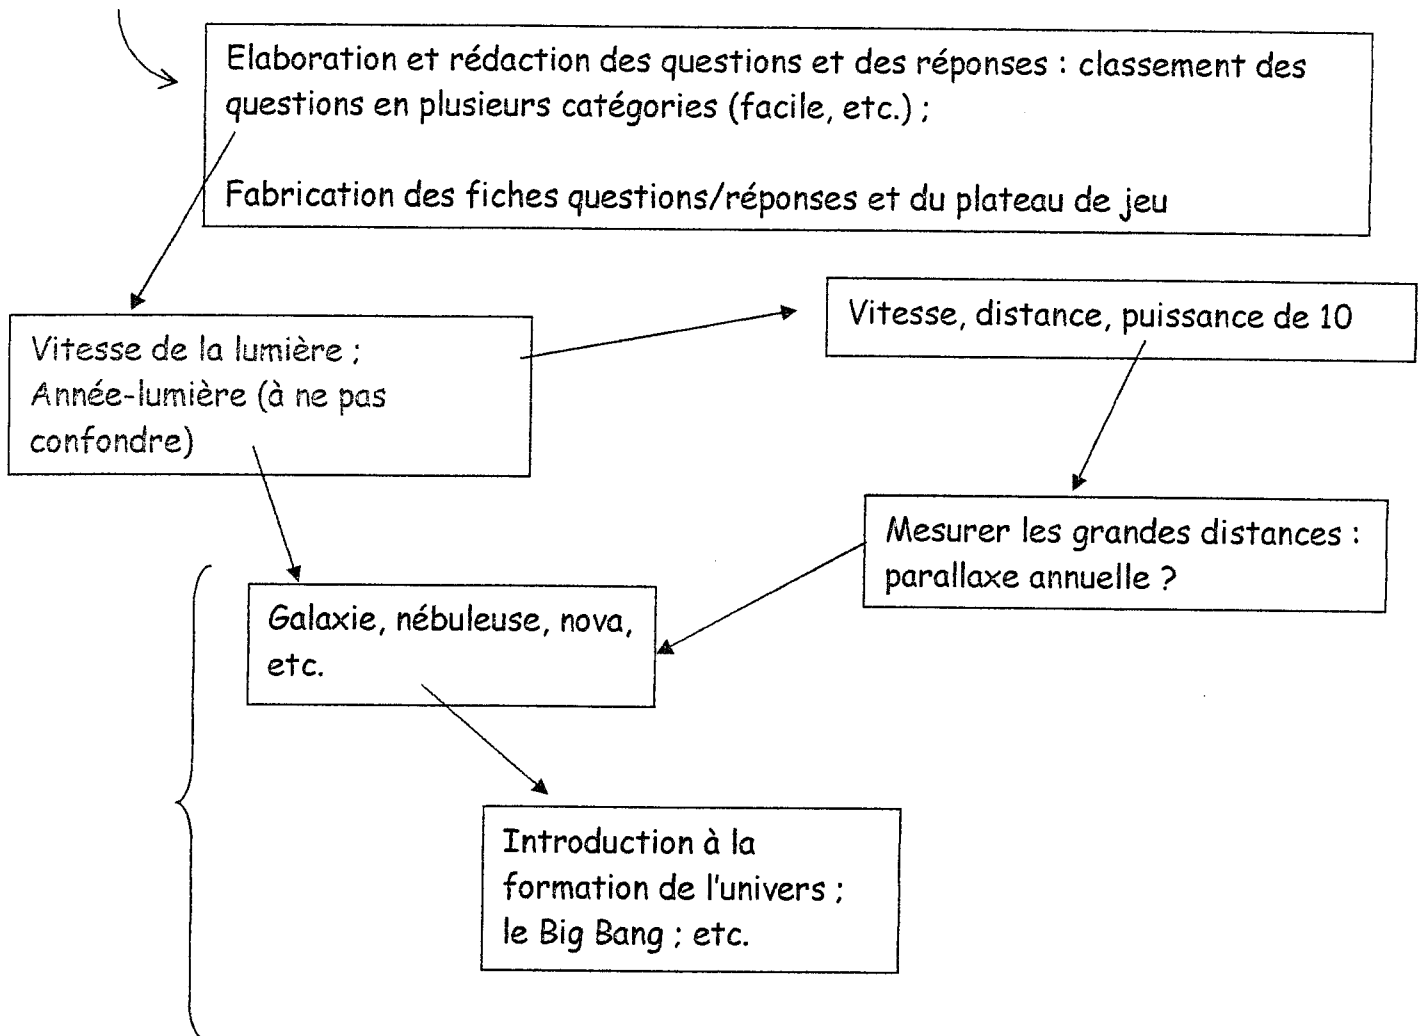 Elaboration et rédaction des questions et des réponses : classement des
questions en plusieurs catégories (facile, etc.) ;
Fabrication des fiches questions/réponses et du plateau de jeu
Vitesse de la lumière ;
Année-lumière (à ne pas
confondre)
Vitesse, distance, puissance de 10
Mesurer les grandes distances :
parallaxe annuelle ?
Galaxie, nébuleuse, nova,
etc.
Introduction à la
formation de l'univers ;
le Big Bang ; etc.